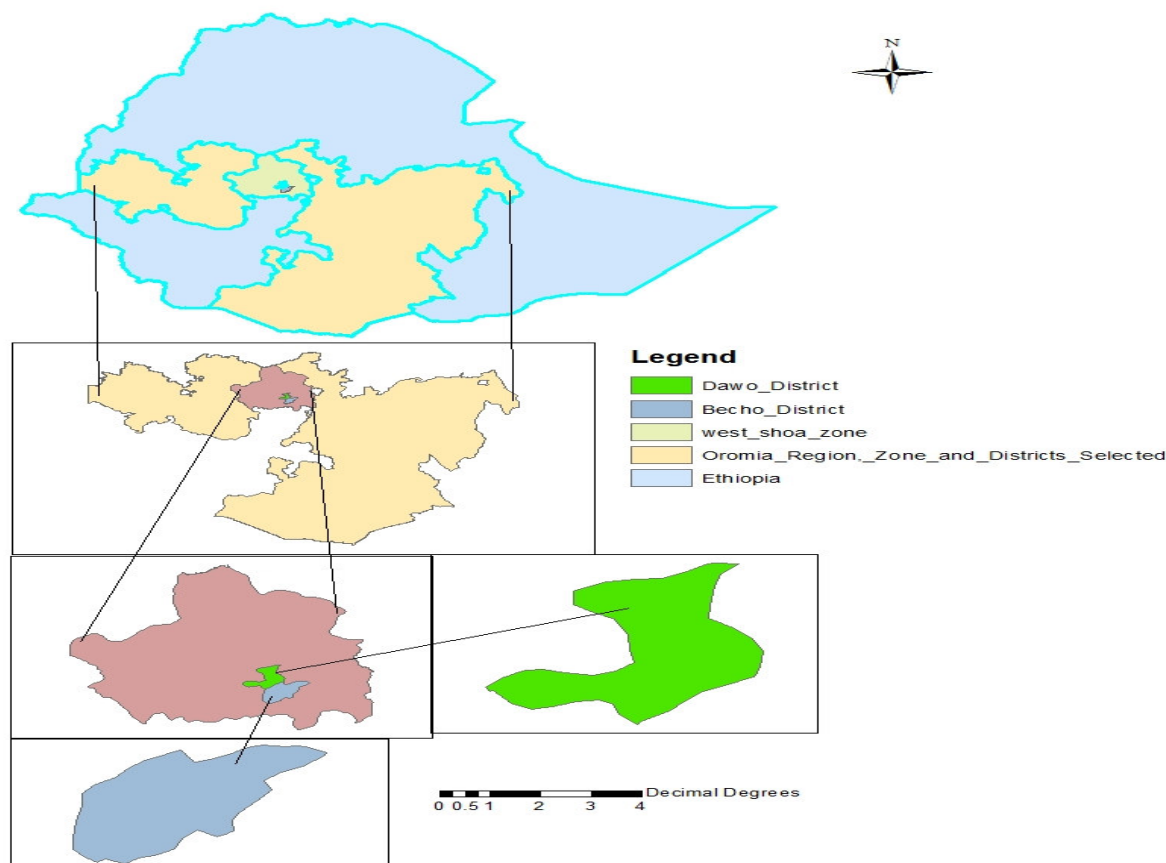 N
Legend
Dawo_District
Becho_District
west_shoa_zone
Oromia_Region,_Zone_and_Districts_Selected
Ethiopia
Decimal Degrees
0 0.5 1 2 3 4